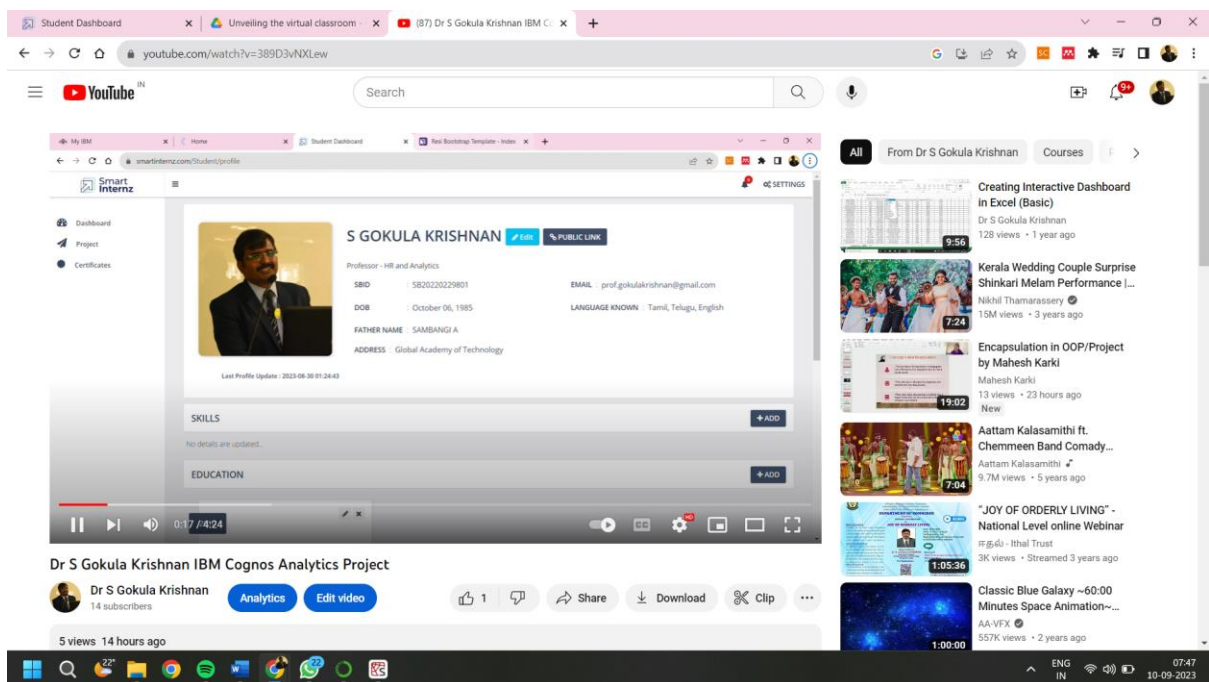 Student Dashboard
Unveiling the virtual classroom -
(87) Dr S Gokula Krishnan IBM Co
youtube.com/watch?v=389D3vNXLew
YouTube IN
Search
9+
My IBM
Home
Student Dashboard
Resi Bootstrap Template - Index
smartinternz.com/Student/profile
Smart
Internz
SETTINGS
Dashboard
Project
Certificates
S GOKULA KRISHNAN Edit PUBLIC LINK
Professor - HR and Analytics
SBID : SB20220229801 EMAIL : prof.gokulakrishnan@gmail.com
DOB : October 06, 1985 LANGUAGE KNOWN : Tamil, Telugu, English
FATHER NAME : SAMBANGI A
ADDRESS : Global Academy of Technology
Last Profile Update : 2023-08-30 01:24:43
SKILLS +ADD
No details are updated.
EDUCATION +ADD
0:17 / 4:24
CC
HD
Dr S Gokula Krishnan IBM Cognos Analytics Project
Dr S Gokula Krishnan
14 subscribers
Analytics Edit video
1 Share Download Clip ...
5 views 14 hours ago
All From Dr S Gokula Krishnan Courses
Creating Interactive Dashboard
in Excel (Basic)
Dr S Gokula Krishnan
128 views • 1 year ago
9:56
Kerala Wedding Couple Surprise
Shinkari Melam Performance |...
Nikhil Thamarassery
15M views • 3 years ago
7:24
Encapsulation in OOP/Project
by Mahesh Karki
Mahesh Karki
13 views • 23 hours ago
New
19:02
Aattam Kalasamithi ft.
Chemmeen Band Comady...
Aattam Kalasamithi
9.7M views • 5 years ago
7:04
"JOY OF ORDERLY LIVING" -
National Level online Webinar
ஈதல் - Ithal Trust
3K views • Streamed 3 years ago
1:05:36
Classic Blue Galaxy ~60:00
Minutes Space Animation~...
AA-VFX
557K views • 2 years ago
1:00:00
22°
22
ENG
IN
07:47
10-09-2023